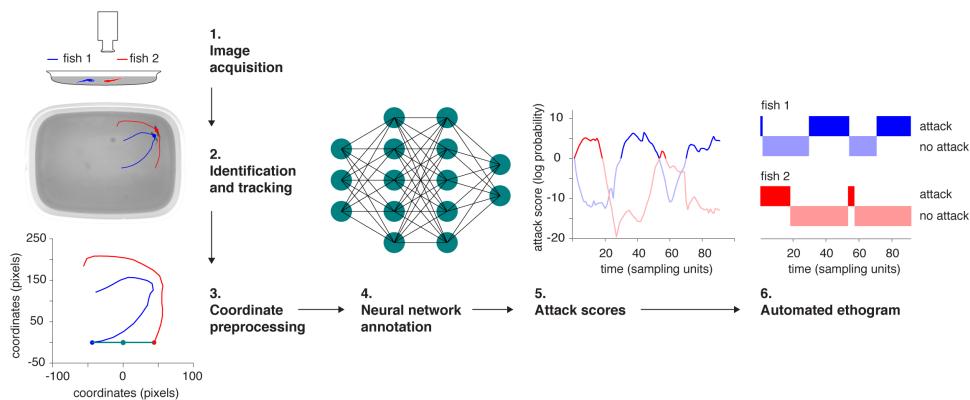 fish 1
fish 2
1.
Image
acquisition
2.
Identification
and tracking
250
150
50
-50
-100
0
100
coordinates (pixels)
coordinates (pixels)
3.
Coordinate
preprocessing
4.
Neural network
annotation
attack score (log probability)
10
0
-10
-20
20
40
60
80
time (sampling units)
5.
Attack scores
fish 1
attack
no attack
fish 2
attack
no attack
20
40
60
80
time (sampling units)
6.
Automated ethogram